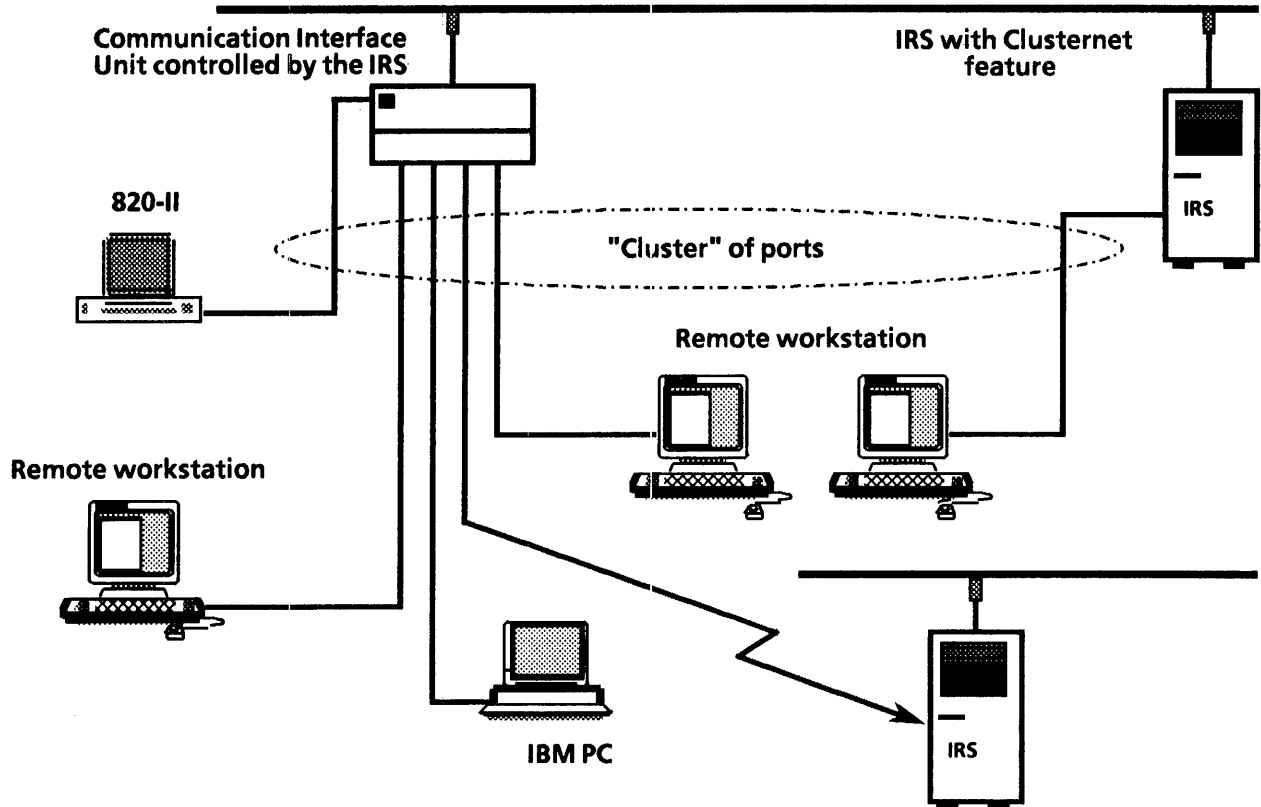 Communication Interface
Unit controlled by the IRS
IRS with Clusternet
feature
IRS
820-II
"Cluster" of ports
Remote workstation
Remote workstation
IBM PC
IRS